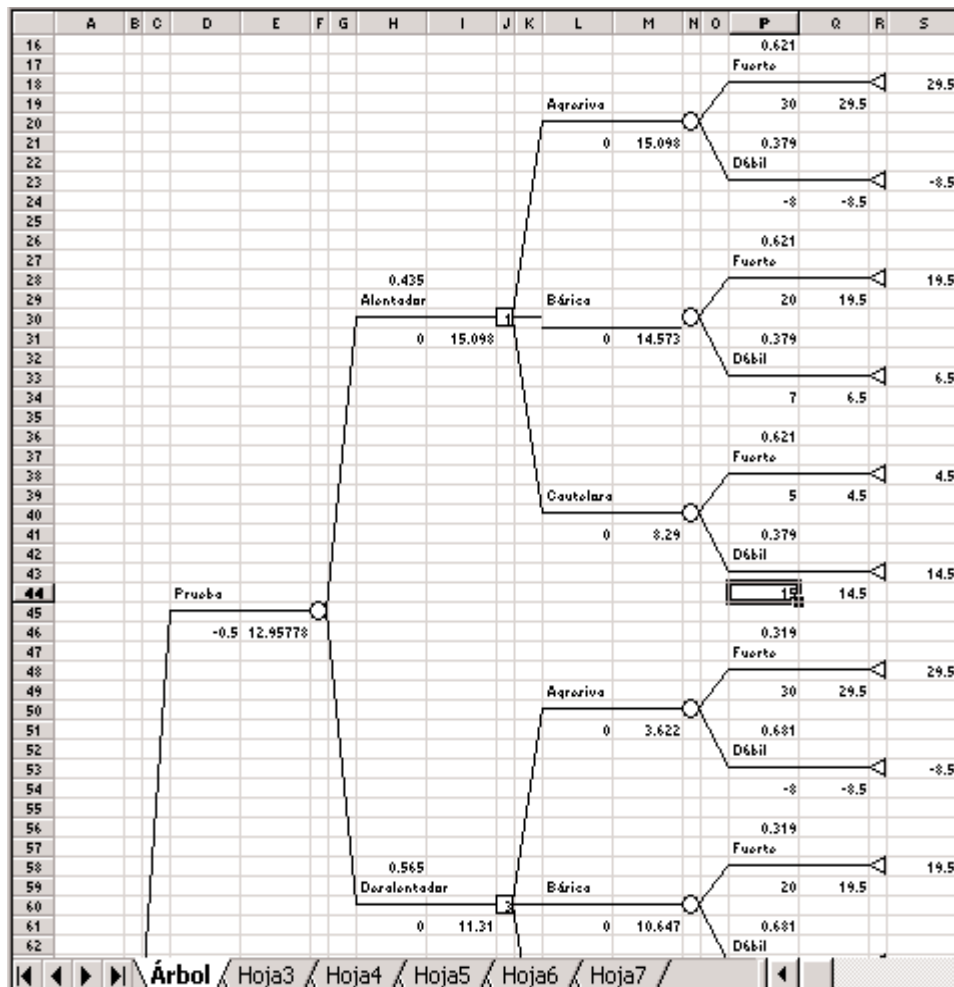 A B C D E F G H I J K L M N O P Q R S
16 0.621
17 Fuerte
18 29.5
19 Agresiva 30 29.5
20
21 0 15.098 0.379
22 Débil
23 -8.5
24 -8 -8.5
25
26 0.621
27 Fuerte
28 0.435 19.5
29 Alentador Básica 20 19.5
30 1
31 0 15.098 0 14.573 0.379
32 Débil
33 6.5
34 7 6.5
35
36 0.621
37 Fuerte
38 4.5
39 Cautelosa 5 4.5
40
41 0 8.29 0.379
42 Débil
43 14.5
44 Prueba 15 14.5
45
46 -0.5 12.95778 0.319
47 Fuerte
48 29.5
49 Agresiva 30 29.5
50
51 0 3.622 0.681
52 Débil
53 -8.5
54 -8 -8.5
55
56 0.319
57 Fuerte
58 0.565 19.5
59 Desalentador Básica 20 19.5
60 3
61 0 11.31 0 10.647 0.681
62 Débil
Árbol Hoja3 Hoja4 Hoja5 Hoja6 Hoja7